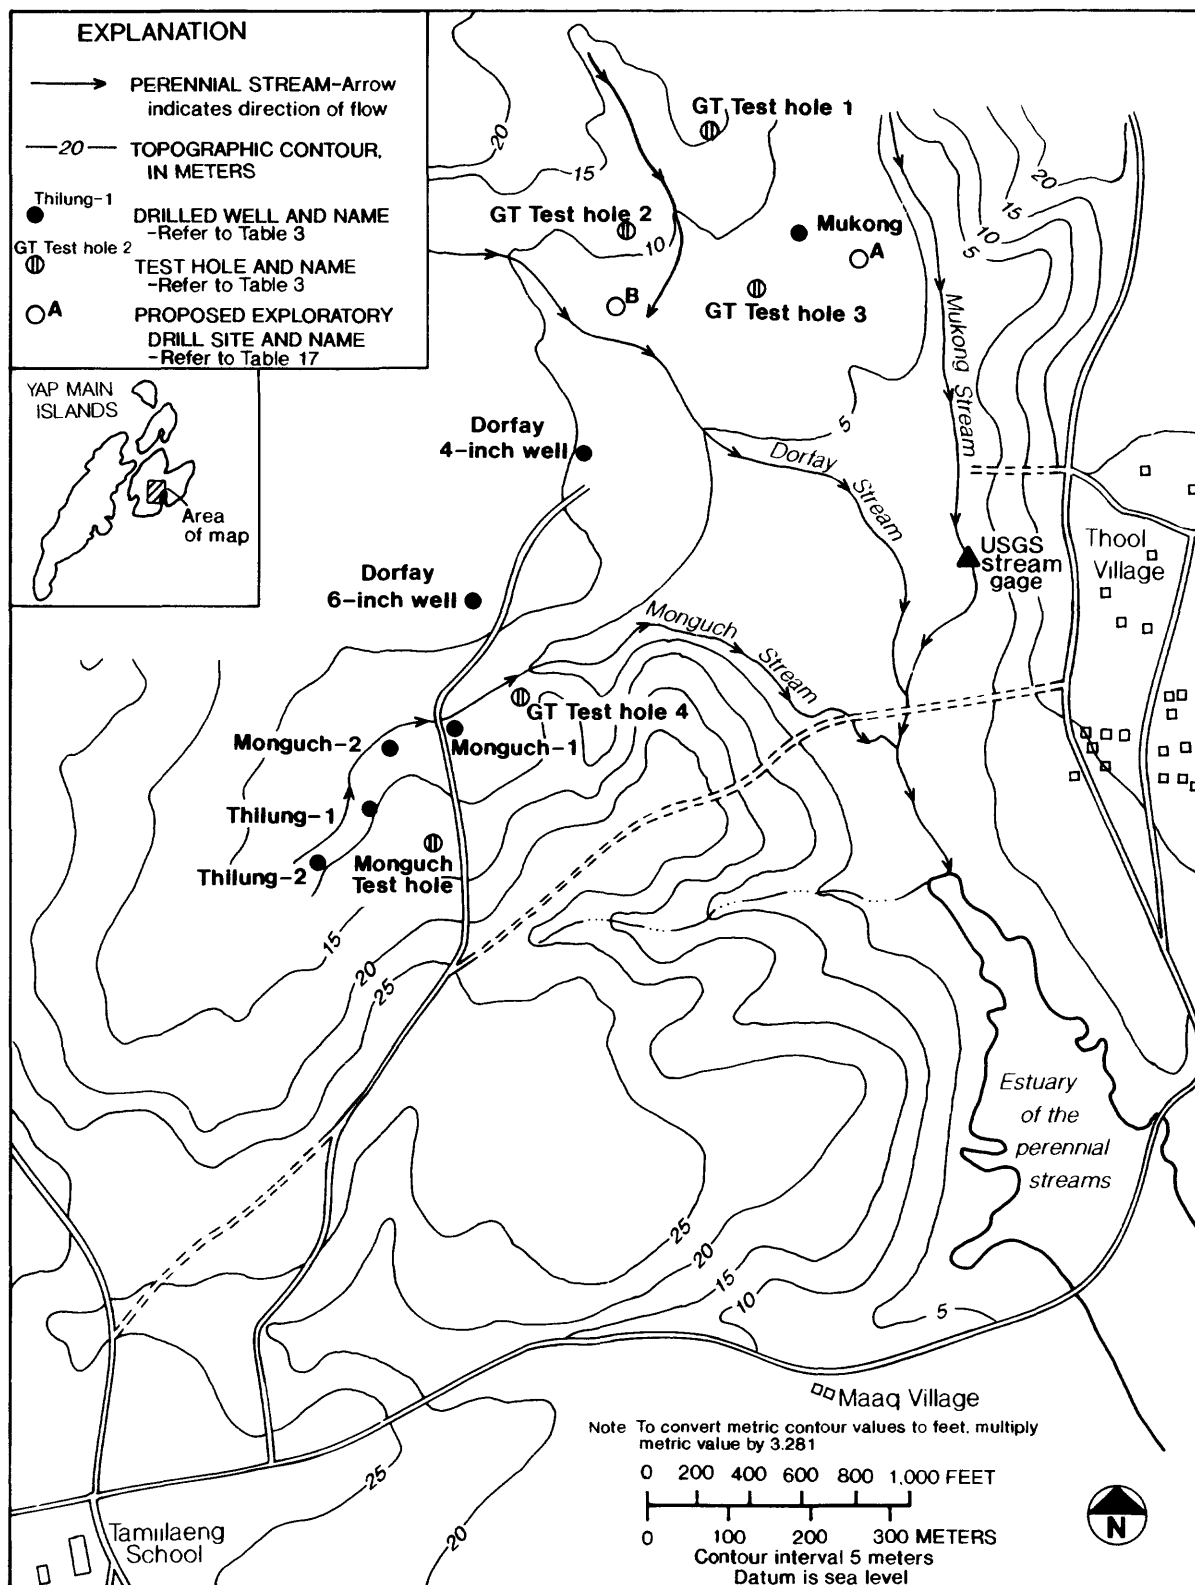 EXPLANATION
PERENNIAL STREAM-Arrow
indicates direction of flow
20
TOPOGRAPHIC CONTOUR,
IN METERS
Thilung-1
DRILLED WELL AND NAME
-Refer to Table 3
GT Test hole 2
TEST HOLE AND NAME
-Refer to Table 3
A
PROPOSED EXPLORATORY
DRILL SITE AND NAME
-Refer to Table 17
YAP MAIN
ISLANDS
Area
of map
20
15
GT Test hole 1
GT Test hole 2
10
Mukong
A
B
GT Test hole 3
20
15
10
5
5
Mukong Stream
5
Dorfay
4-inch well
Dorfay
Stream
USGS
stream
gage
Thool
Village
Dorfay
6-inch well
Monguch
Stream
GT Test hole 4
Monguch-2
Monguch-1
Thilung-1
Thilung-2
Monguch
Test hole
15
20
25
Estuary
of the
perennial
streams
25
20
15
10
5
Maaq Village
Note To convert metric contour values to feet, multiply
metric value by 3.281
0 200 400 600 800 1,000 FEET
0 100 200 300 METERS
Contour interval 5 meters
Datum is sea level
N
25
20
Tamilaeng
School